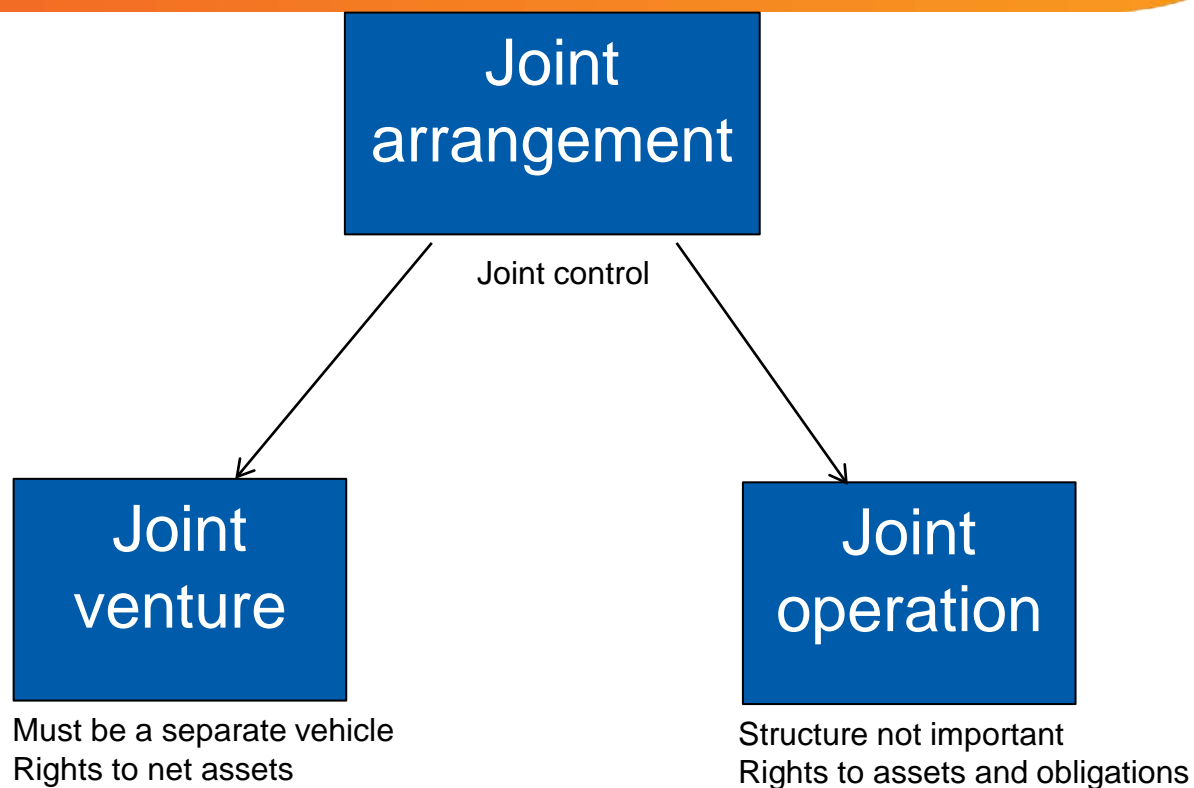 Joint
arrangement
Joint control
Joint
venture
Must be a separate vehicle
Rights to net assets
Joint
operation
Structure not important
Rights to assets and obligations